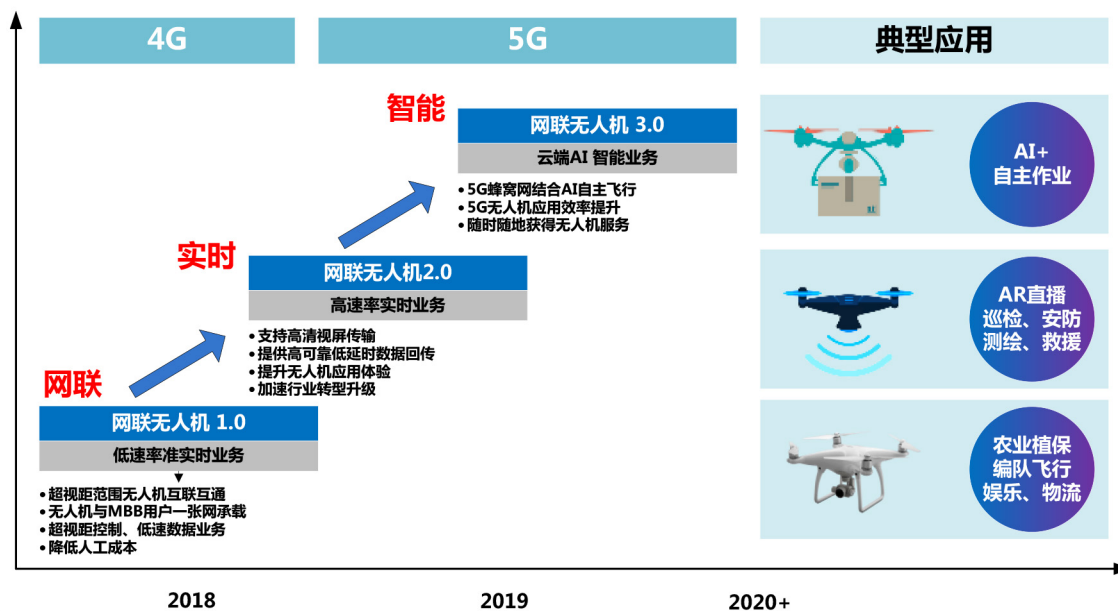 4G
5G
典型应用
智能
网联无人机 3.0
云端AI 智能业务
•5G蜂窝网结合AI自主飞行
•5G无人机应用效率提升
•随时随地获得无人机服务
AI+
自主作业
实时
网联无人机2.0
高速率实时业务
•支持高清视屏传输
•提供高可靠低延时数据回传
•提升无人机应用体验
•加速行业转型升级
AR直播
巡检、安防
测绘、救援
网联
网联无人机 1.0
低速率准实时业务
•超视距范围无人机互联互通
•无人机与MBB用户一张网承载
•超视距控制、低速数据业务
•降低人工成本
农业植保
编队飞行
娱乐、物流
2018
2019
2020+